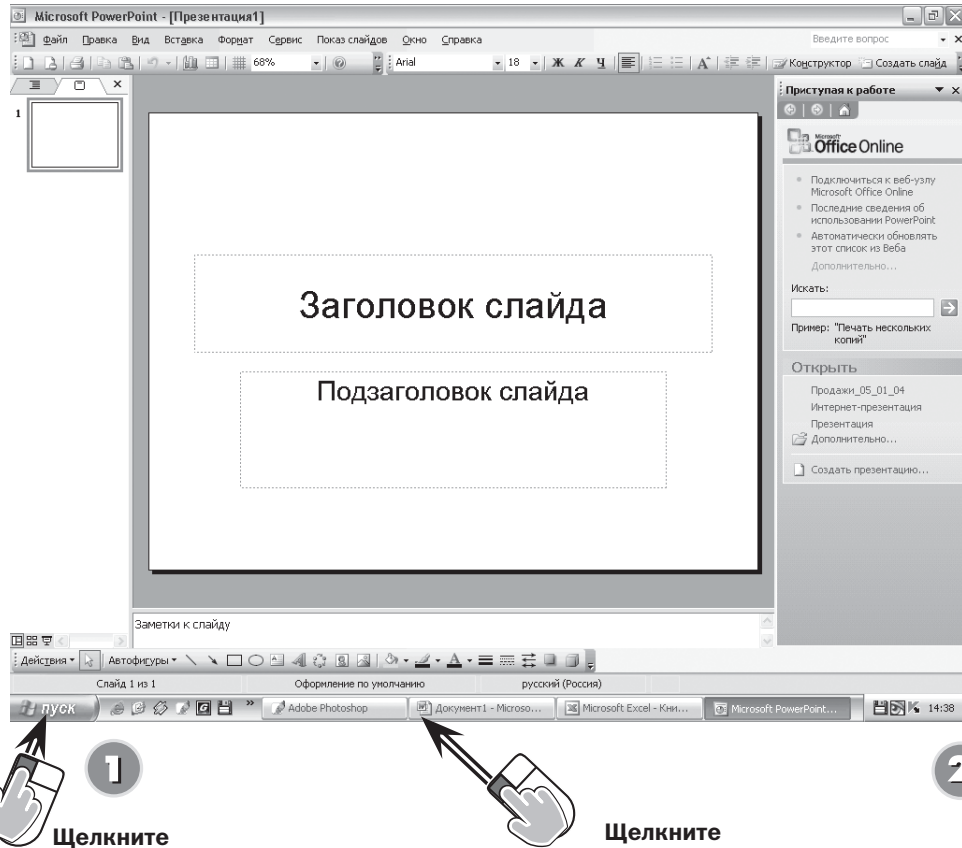 Microsoft PowerPoint - [Презентация1]
Файл Правка Вид Вставка Формат Сервис Показ слайдов Окно Справка Введите вопрос
68% Arial 18 Ж К Ч Конструктор Создать слайд
Приступая к работе
1
Microsoft
Office Online
Подключиться к веб-узлу
Microsoft Office Online
Последние сведения об
использовании PowerPoint
Автоматически обновлять
этот список из Веба
Дополнительно...
Искать:
Пример: "Печать нескольких
копий"
Заголовок слайда
Подзаголовок слайда
Открыть
Продажи_05_01_04
Интернет-презентация
Презентация
Дополнительно...
Создать презентацию...
Заметки к слайду
Действия Автофигуры
Слайд 1 из 1 Оформление по умолчанию русский (Россия)
пуск Adobe Photoshop Документ1 - Microso... Microsoft Excel - Кни... Microsoft PowerPoint... 14:38
1 2
Щелкните Щелкните